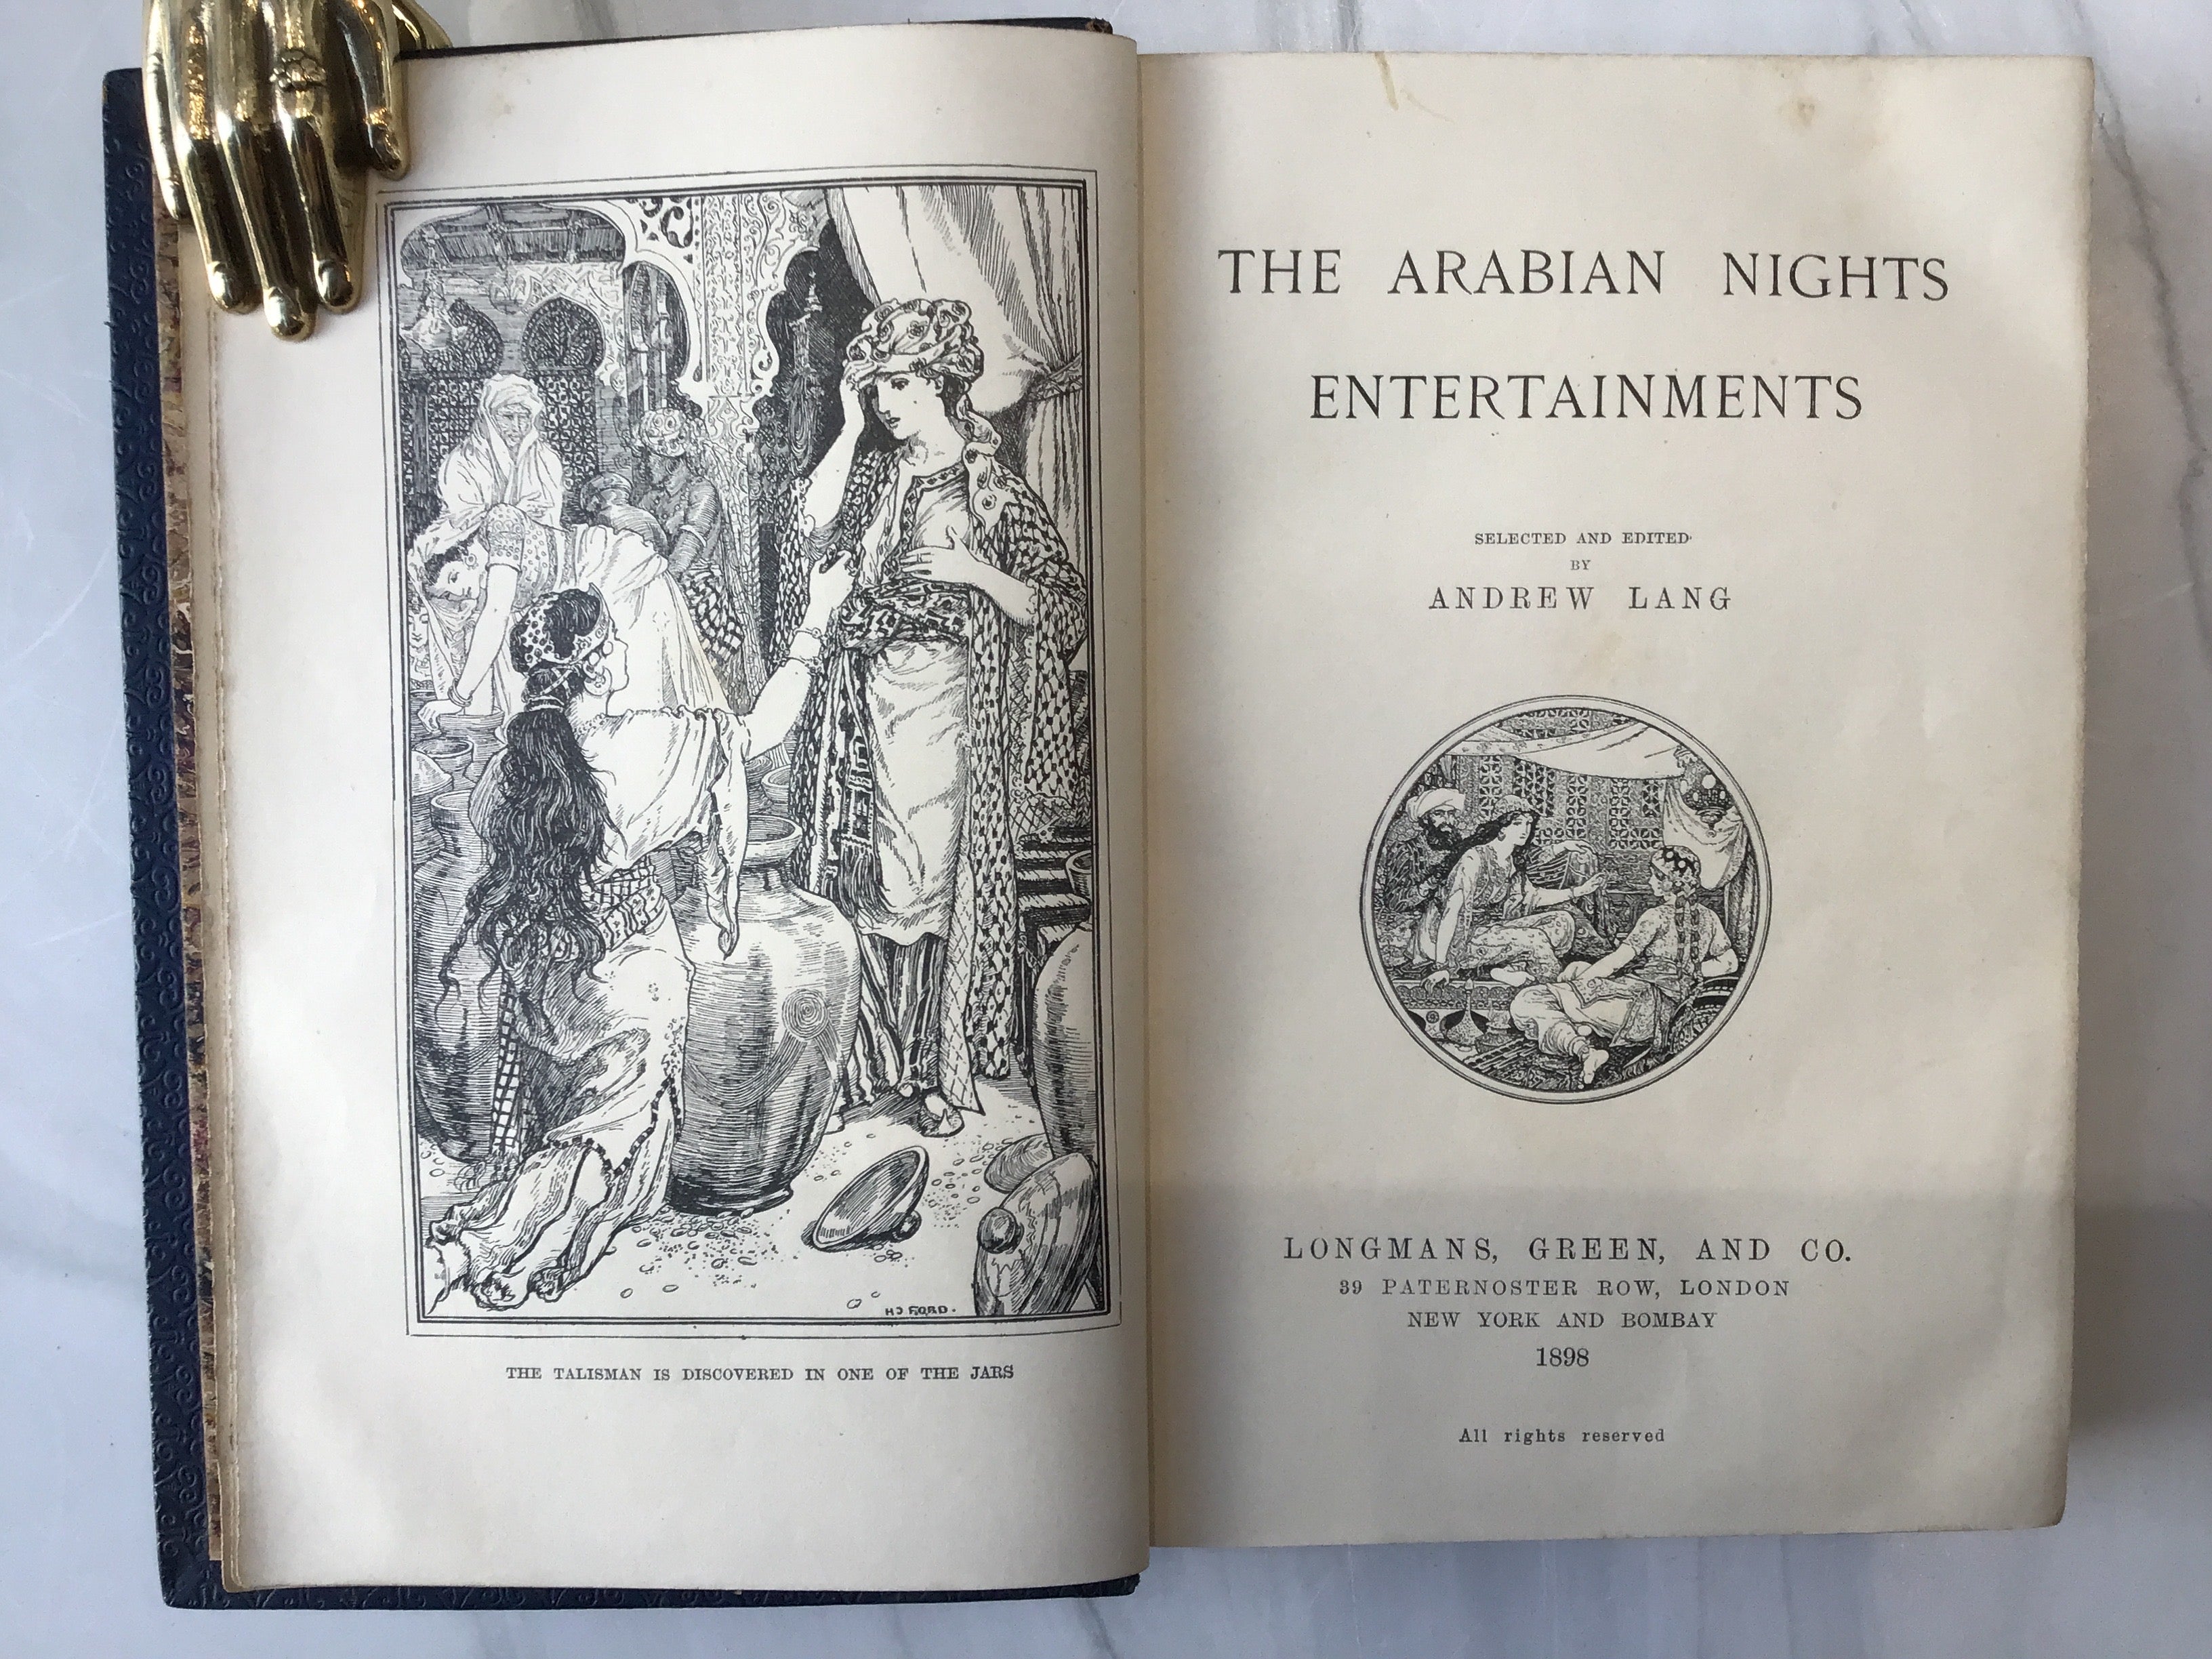 H J FORD.
THE TALISMAN IS DISCOVERED IN ONE OF THE JARS
THE ARABIAN NIGHTS
ENTERTAINMENTS
SELECTED AND EDITED
BY
ANDREW LANG
LONGMANS, GREEN, AND CO.
39 PATERNOSTER ROW, LONDON
NEW YORK AND BOMBAY
1898
All rights reserved